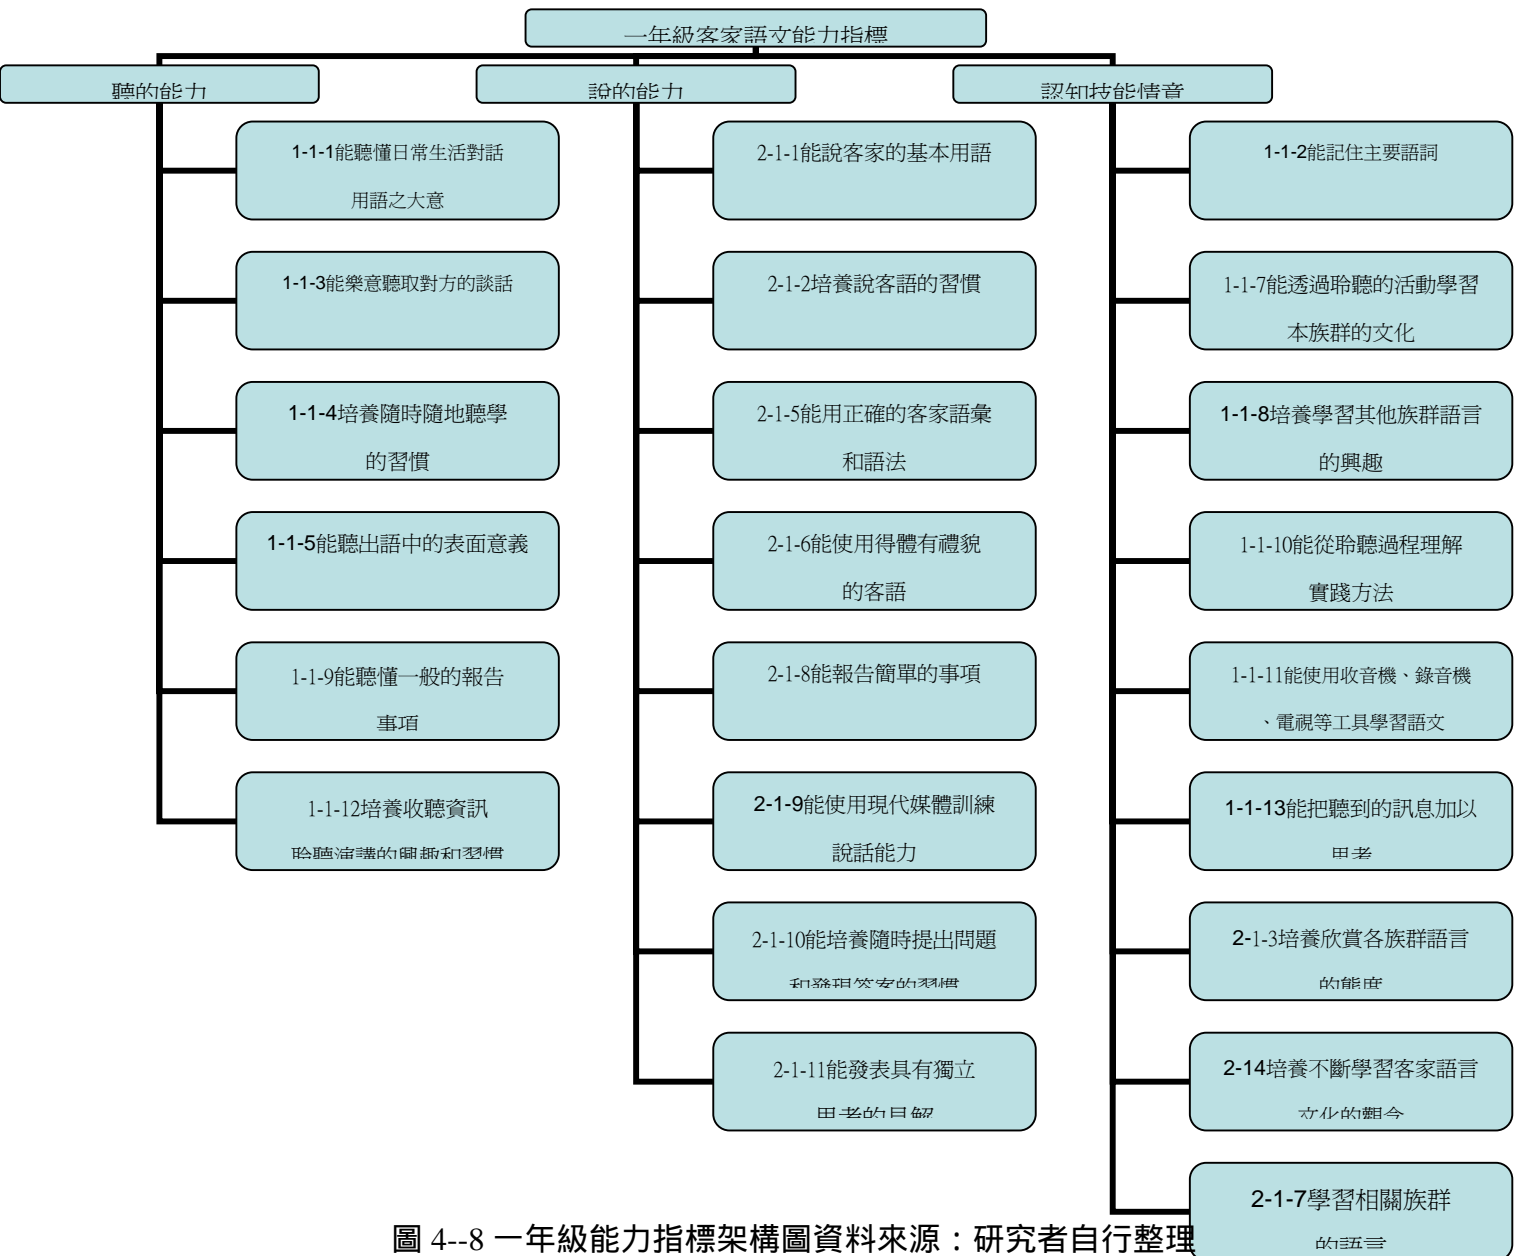 一年級客家語文能力指標
聽的能力
說的能力
認知技能情意
1-1-1能聽懂日常生活對話
用語之大意
1-1-3能樂意聽取對方的談話
1-1-4培養隨時隨地聽學
的習慣
1-1-5能聽出語中的表面意義
1-1-9能聽懂一般的報告
事項
1-1-12培養收聽資訊
聆聽演講的興趣和習慣
2-1-1能說客家的基本用語
2-1-2培養說客語的習慣
2-1-5能用正確的客家語彙
和語法
2-1-6能使用得體有禮貌
的客語
2-1-8能報告簡單的事項
2-1-9能使用現代媒體訓練
說話能力
2-1-10能培養隨時提出問題
和發現答案的習慣
2-1-11能發表具有獨立
思考的見解
1-1-2能記住主要語詞
1-1-7能透過聆聽的活動學習
本族群的文化
1-1-8培養學習其他族群語言
的興趣
1-1-10能從聆聽過程理解
實踐方法
1-1-11能使用收音機、錄音機
、電視等工具學習語文
1-1-13能把聽到的訊息加以
思考
2-1-3培養欣賞各族群語言
的態度
2-14培養不斷學習客家語言
文化的觀念
2-1-7學習相關族群
的語言
圖 4--8 一年級能力指標架構圖資料來源：研究者自行整理